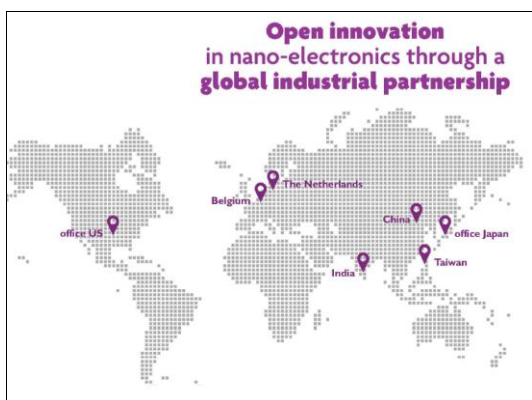 Open innovation
in nano-electronics through a
global industrial partnership
The Netherlands
Belgium
China
office US
office Japan
Taiwan
India